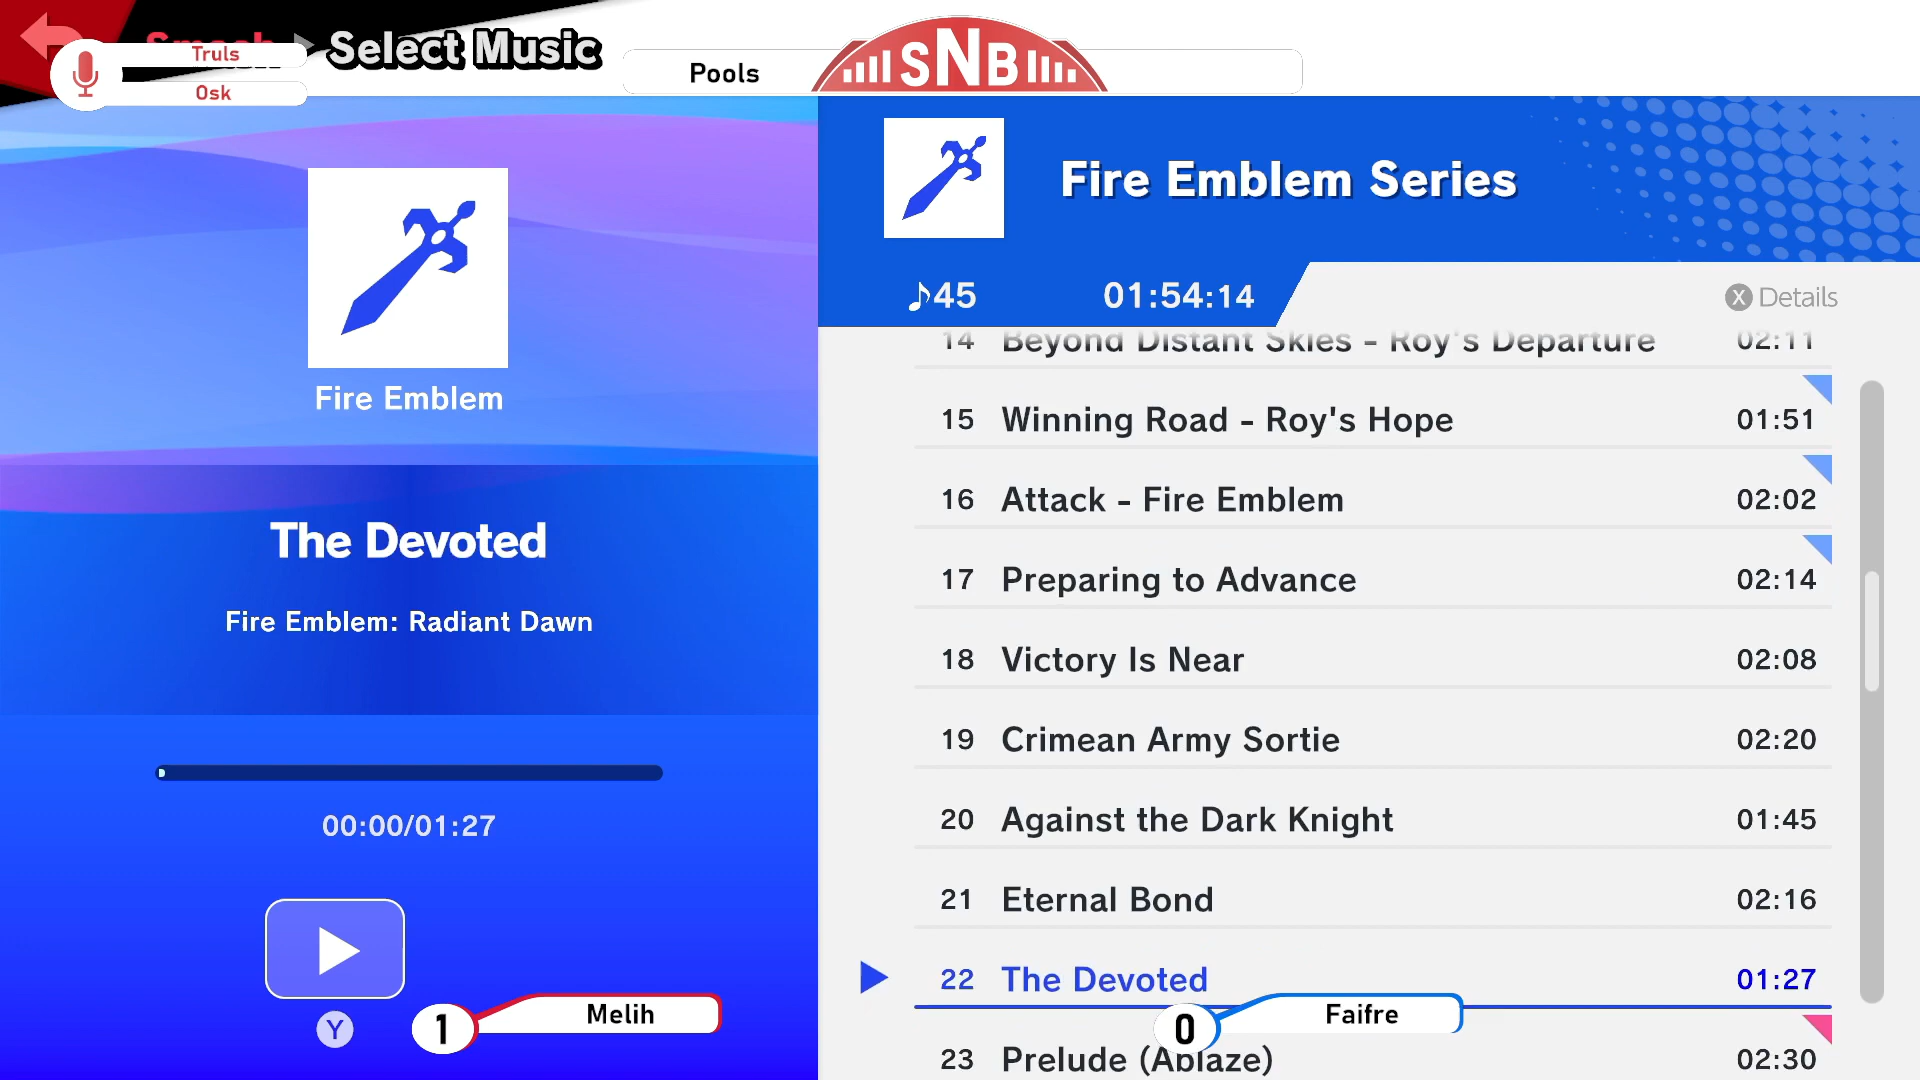 Smash
Select Music
Truls
Osk
Pools
SNB
Fire Emblem
The Devoted
Fire Emblem: Radiant Dawn
00:00/01:27
Y
Fire Emblem Series
♪45 01:54:14
X Details
14 Beyond Distant Skies - Roy's Departure 02:11
15 Winning Road - Roy's Hope 01:51
16 Attack - Fire Emblem 02:02
17 Preparing to Advance 02:14
18 Victory Is Near 02:08
19 Crimean Army Sortie 02:20
20 Against the Dark Knight 01:45
21 Eternal Bond 02:16
22 The Devoted 01:27
23 Prelude (Ablaze) 02:30
1 Melih
0 Faifre